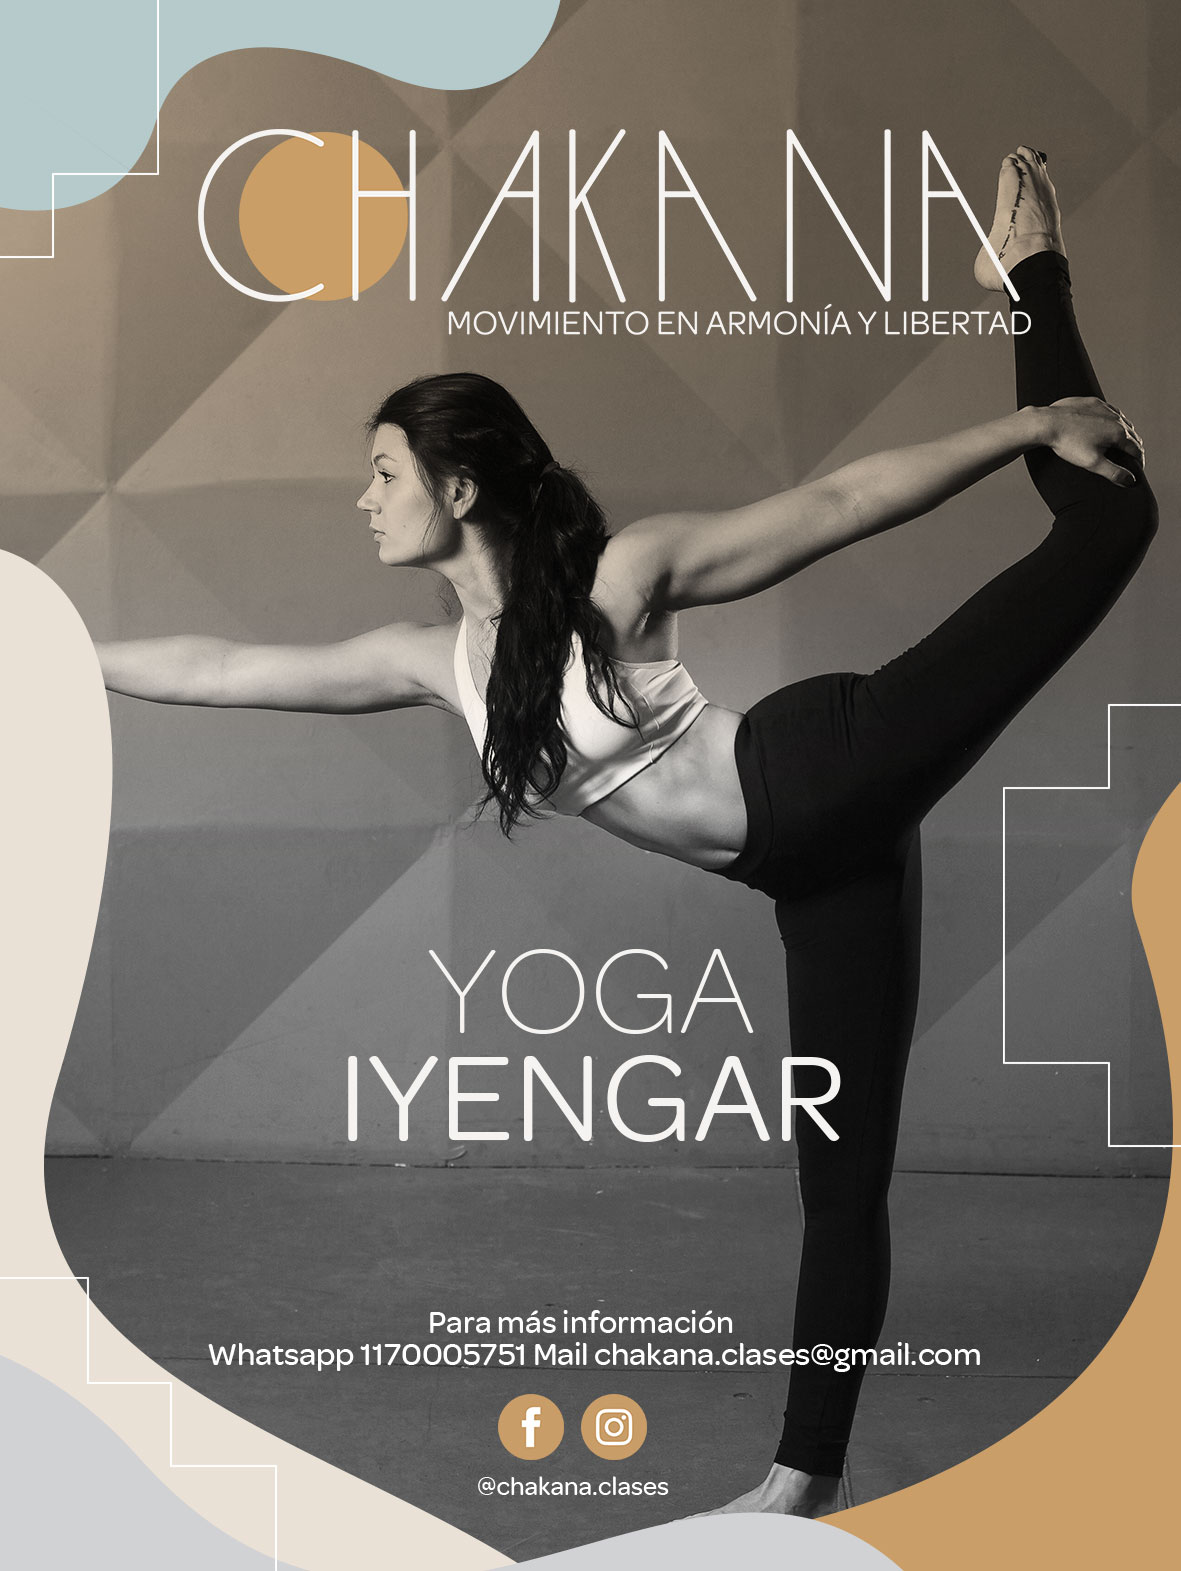 CHAKANA
MOVIMIENTO EN ARMONÍA Y LIBERTAD
YOGA
IYENGAR
Para más información
Whatsapp 1170005751 Mail chakana.clases@gmail.com
@chakana.clases